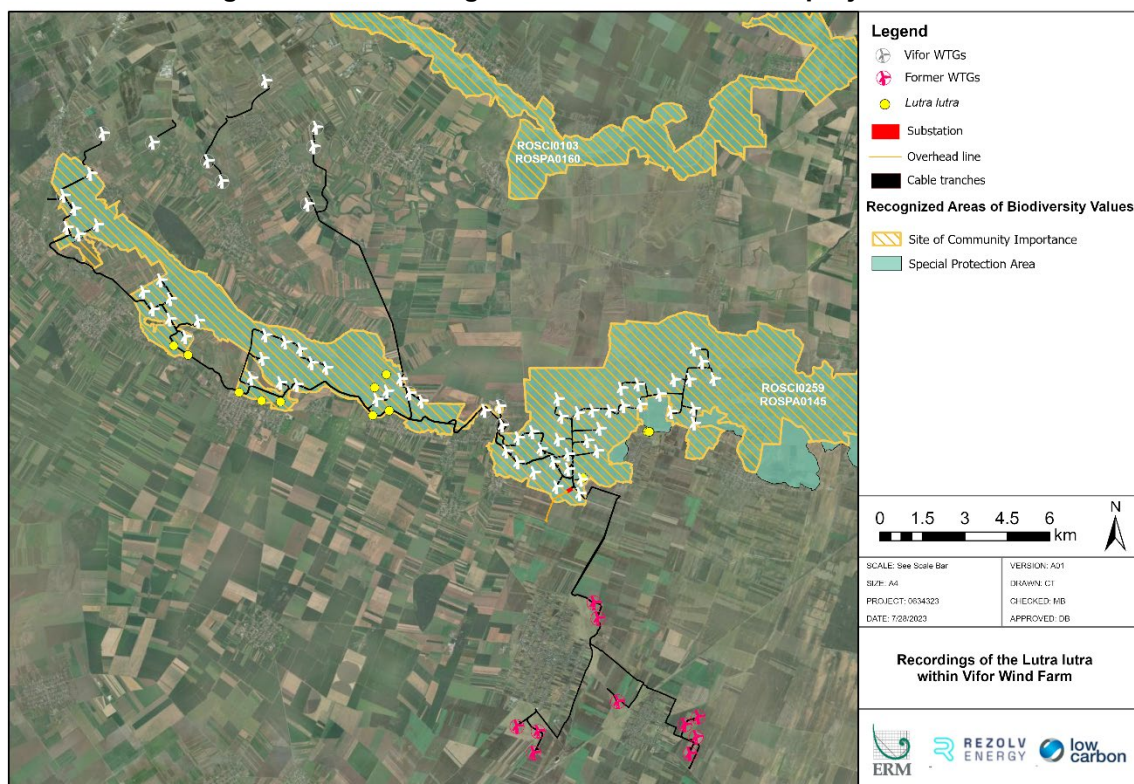 Legend
Vifor WTGs
Former WTGs
Lutra lutra
Substation
Overhead line
Cable tranches
Recognized Areas of Biodiversity Values
Site of Community Importance
Special Protection Area
ROSCI0103
ROSPA0160
ROSCI0259
ROSPA0145
N
0 1.5 3 4.5 6
km
SCALE: See Scale Bar
VERSION: A01
SIZE: A4
DRAWN: CT
PROJECT: 0634323
CHECKED: MB
DATE: 7/28/2023
APPROVED: DB
Recordings of the Lutra lutra
within Vifor Wind Farm
ERM
REZOLV
ENERGY
low
carbon